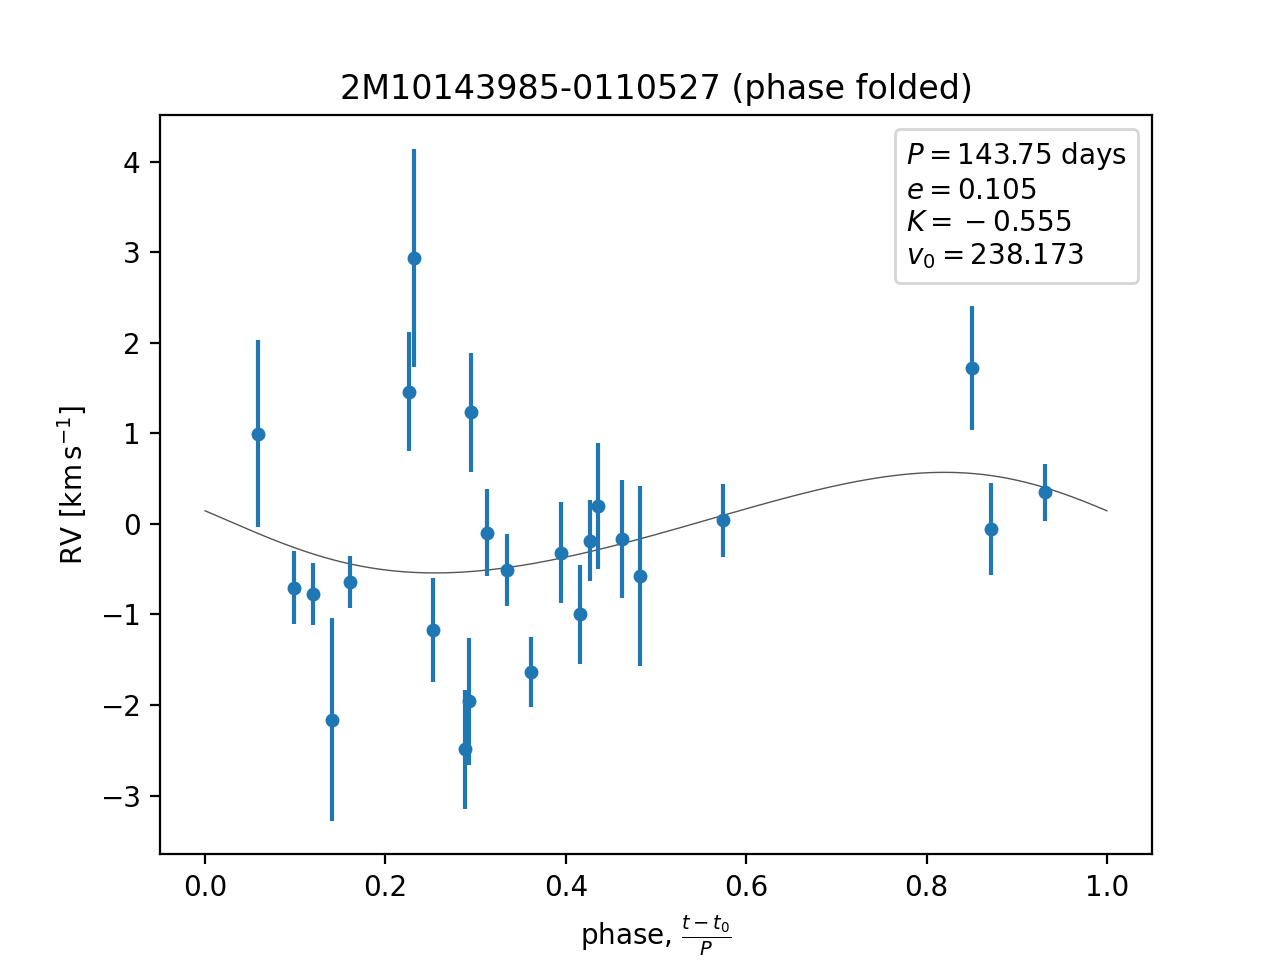 2M10143985-0110527 (phase folded)
P = 143.75 days
e = 0.105
K = −0.555
v₀ = 238.173
4
3
2
1
0
−1
−2
−3
RV [km s⁻¹]
0.0 0.2 0.4 0.6 0.8 1.0
phase, (t − t₀)/P